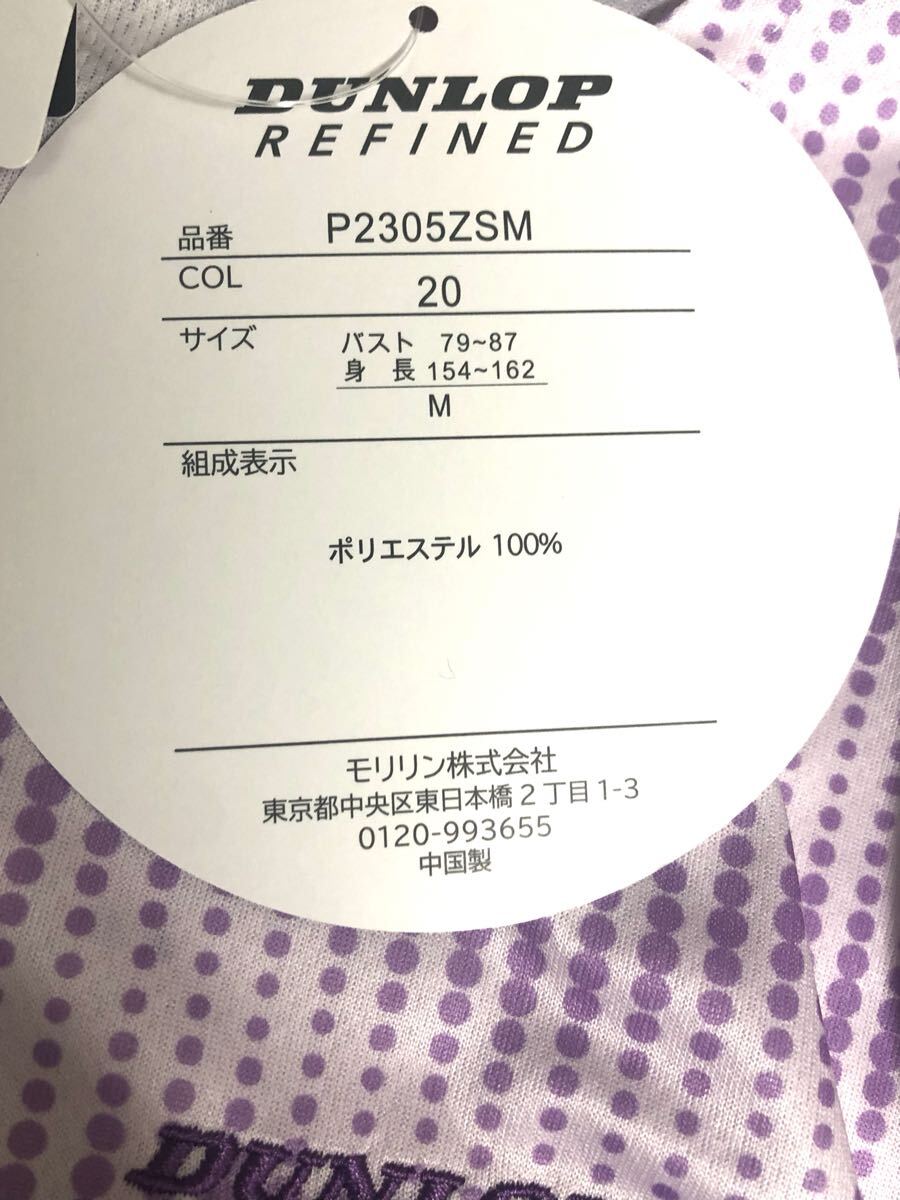 DUNLOP
REFINED
品番 P2305ZSM
COL 20
サイズ バスト 79~87
身 長 154~162
M
組成表示
ポリエステル 100%
モリリン株式会社
東京都中央区東日本橋2丁目1-3
0120-993655
中国製
DUNLOP